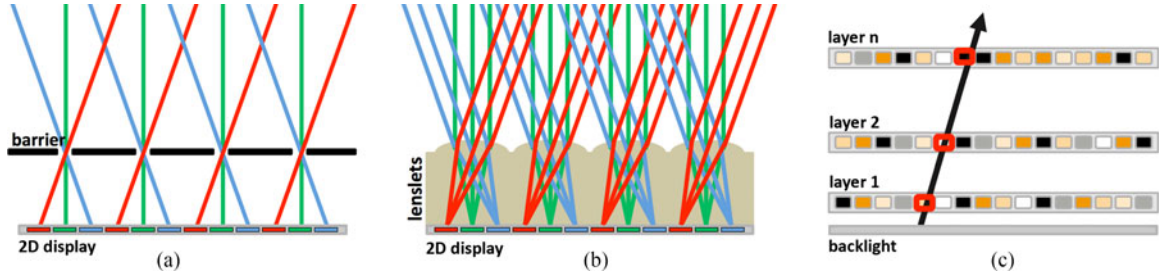 barrier
2D display
(a)
lenslets
2D display
(b)
layer n
layer 2
layer 1
backlight
(c)